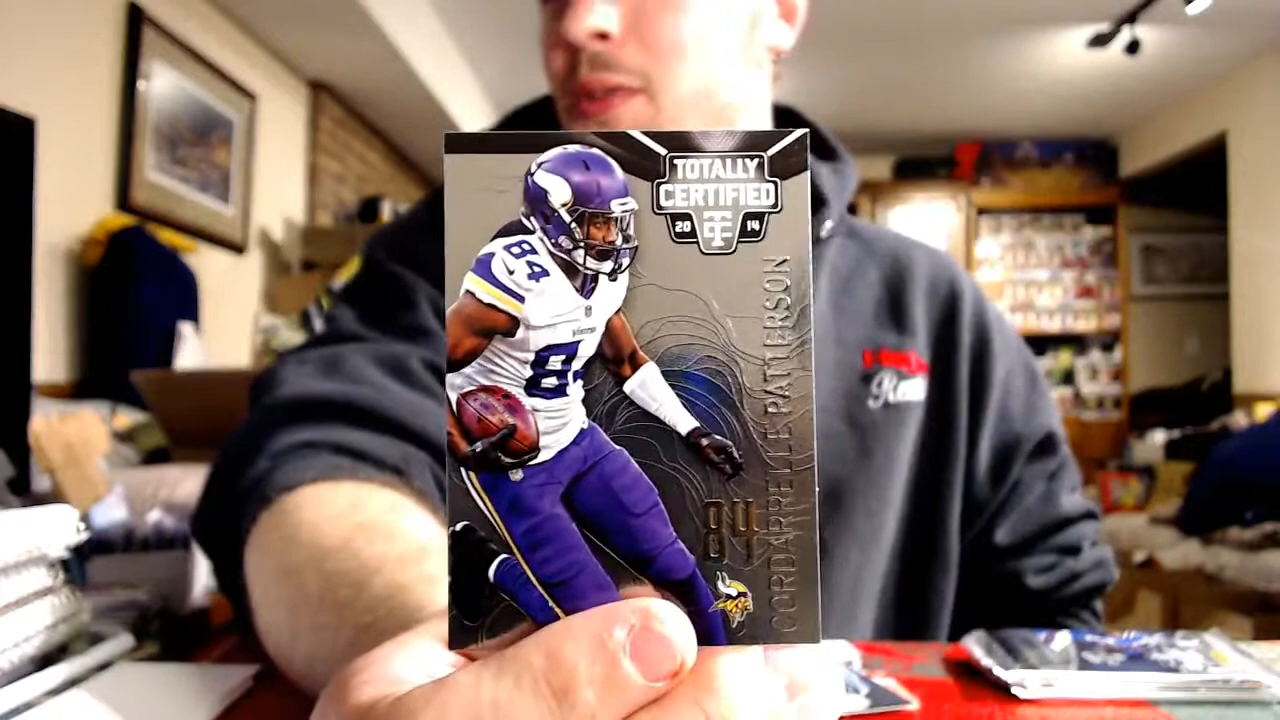 TOTALLY
CERTIFIED
20 14
84
84
CORDARRELLE PATTERSON
84